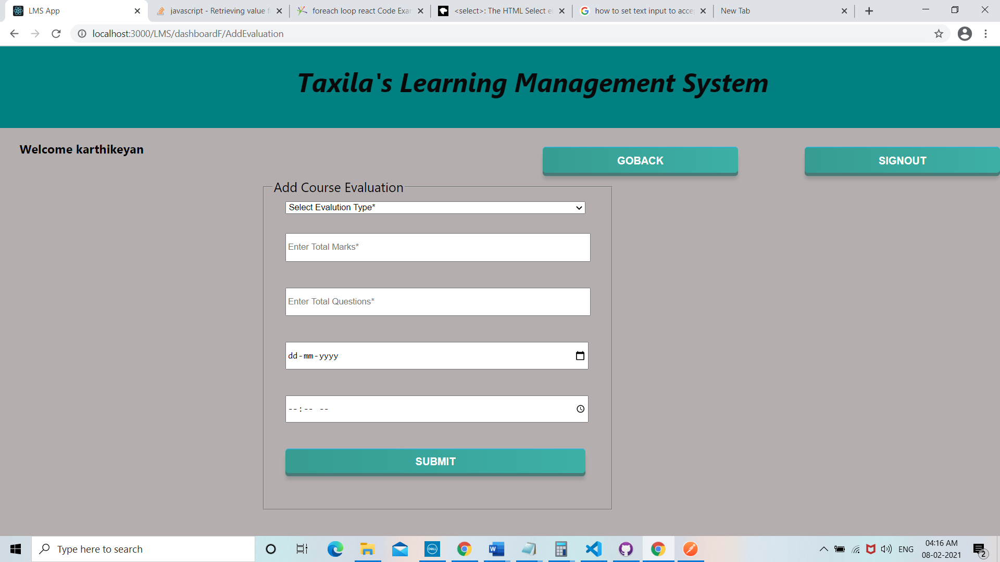 LMS App
javascript - Retrieving value f
foreach loop react Code Exa
<select>: The HTML Select e
how to set text input to acce
New Tab
localhost:3000/LMS/dashboardF/AddEvaluation
Taxila's Learning Management System
Welcome karthikeyan
GOBACK
SIGNOUT
Add Course Evaluation
Select Evalution Type*
Enter Total Marks*
Enter Total Questions*
dd-mm-yyyy
--:-- --
SUBMIT
Type here to search
DELL
W
ENG
04:16 AM
08-02-2021
2